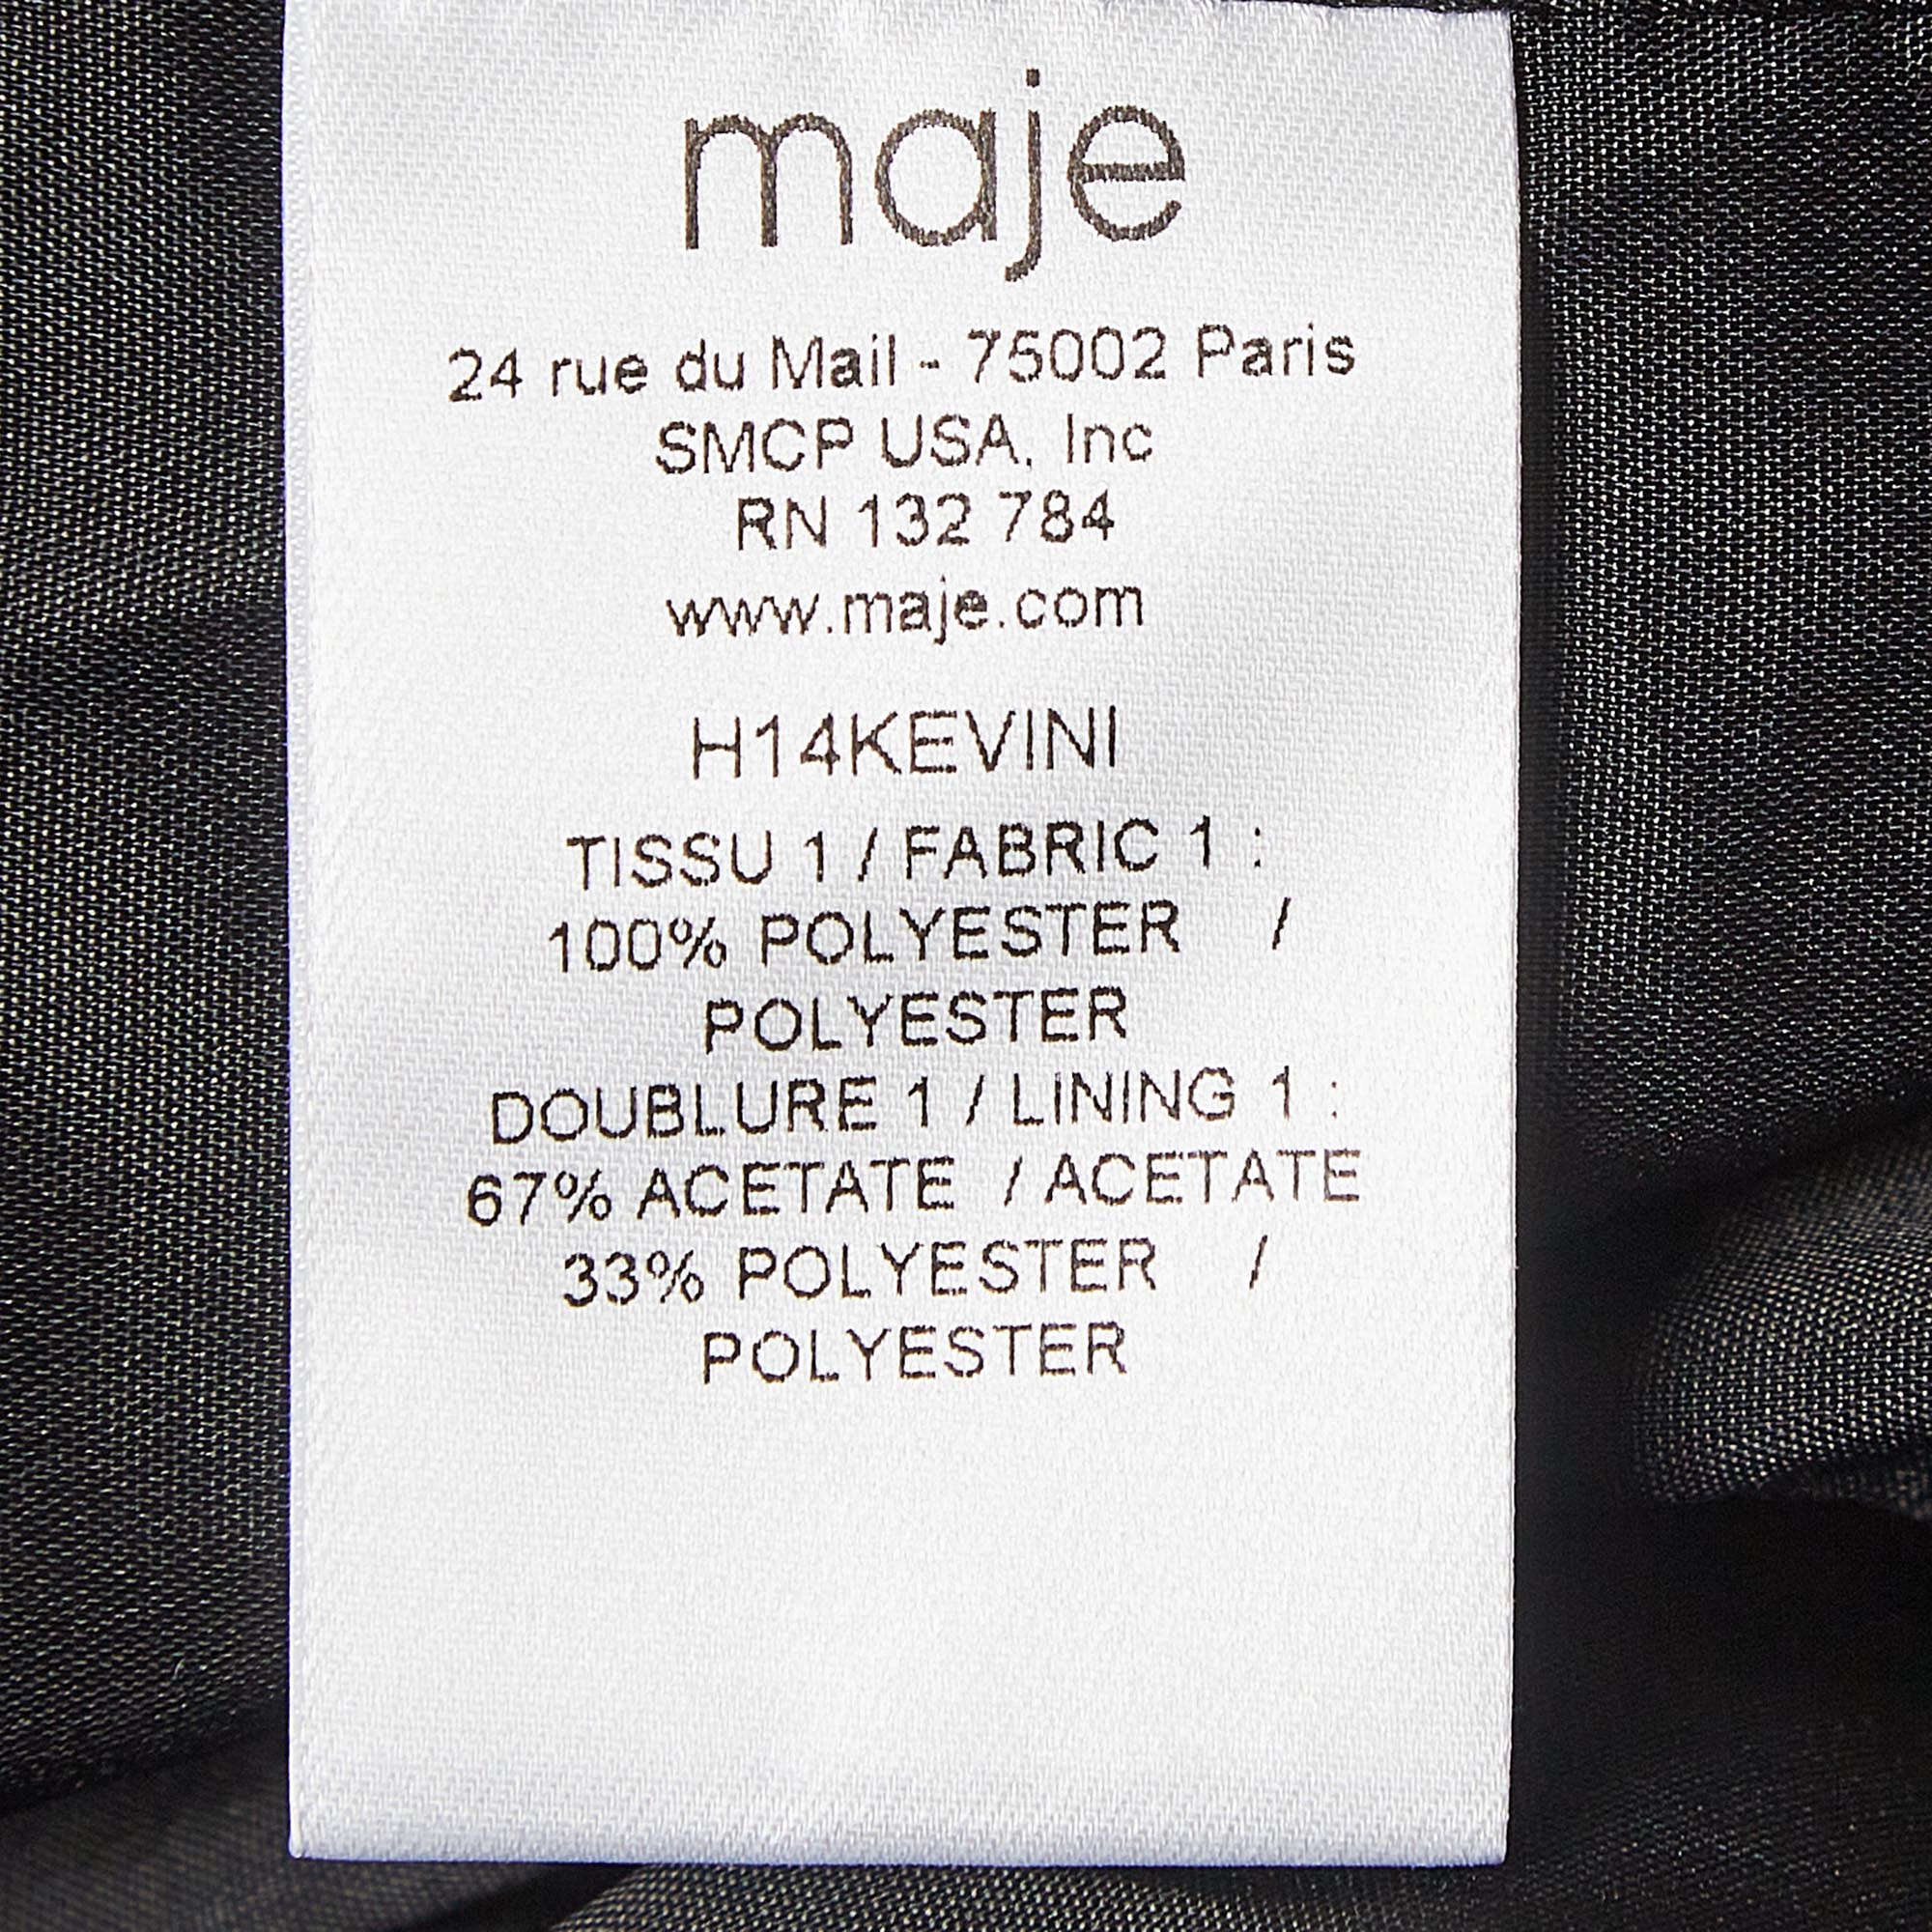 maje
24 rue du Mail - 75002 Paris
SMCP USA, Inc
RN 132 784
www.maje.com
H14KEVINI
TISSU 1 / FABRIC 1 :
100% POLYESTER /
POLYESTER
DOUBLURE 1 / LINING 1 :
67% ACETATE / ACETATE
33% POLYESTER /
POLYESTER